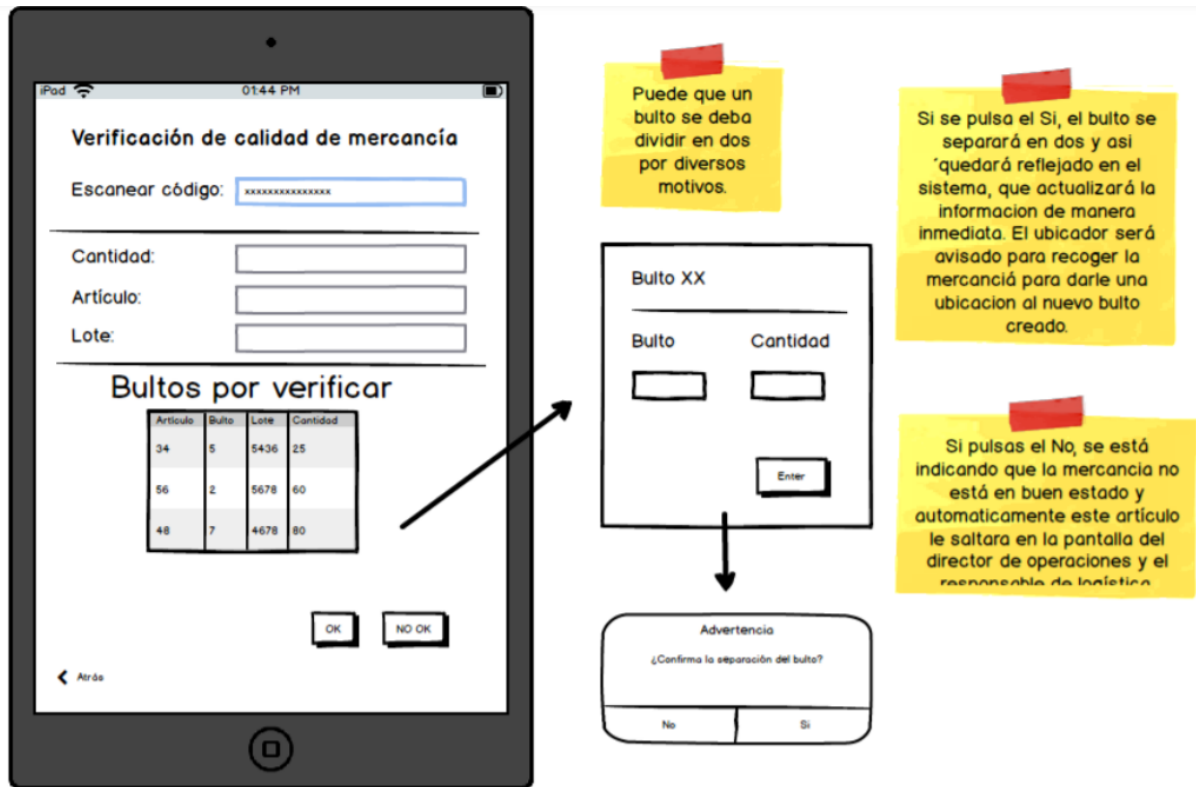 iPad 01:44 PM
Verificación de calidad de mercancía
Escanear código: xxxxxxxxxxxxxxx
Cantidad:
Artículo:
Lote:
Bultos por verificar
Artículo Bulto Lote Cantidad
34 5 5436 25
56 2 5678 60
48 7 4678 80
OK NO OK
Atrás
Puede que un
bulto se deba
dividir en dos
por diversos
motivos.
Bulto XX
Bulto Cantidad
Enter
Advertencia
¿Confirma la separación del bulto?
No Si
Si se pulsa el Si, el bulto se
separará en dos y asi
´quedará reflejado en el
sistema, que actualizará la
informacion de manera
inmediata. El ubicador será
avisado para recoger la
mercanciá para darle una
ubicacion al nuevo bulto
creado.
Si pulsas el No, se está
indicando que la mercancia no
está en buen estado y
automaticamente este artículo
le saltara en la pantalla del
director de operaciones y el
responsable de logística